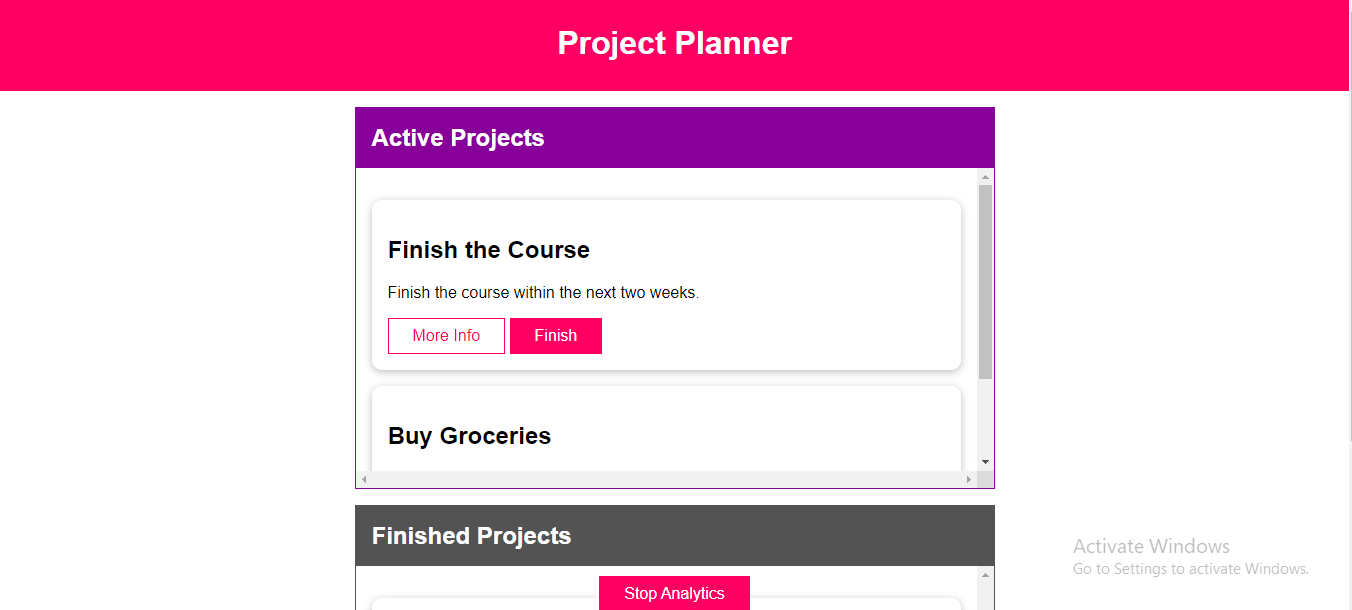 Project Planner
Active Projects
Finish the Course
Finish the course within the next two weeks.
More Info Finish
Buy Groceries
Finished Projects
Activate Windows
Go to Settings to activate Windows.
Stop Analytics